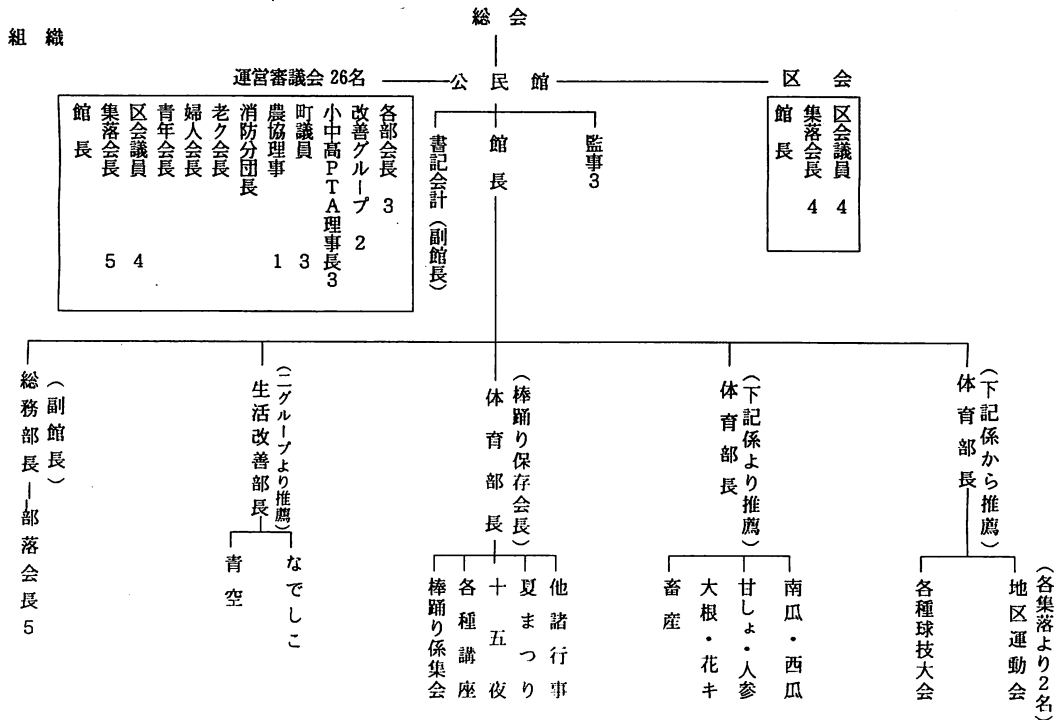 組織
総会
運営審議会 26名
公民館
区会
各部会長 3
改善グループ 2
小中高PTA理事長3
町議員 3
農協理事 1
消防分団長
老ク会長
婦人会長
青年会長
区会議員 4
集落会長 5
館長
監事3
館長
書記会計(副館長)
区会議員 4
集落会長 4
館長
(下記係から推薦)
体育部長
(各集落より2名)
地区運動会
各種球技大会
(下記係より推薦)
体育部長
南瓜・西瓜
甘しょ・人参
大根・花キ
畜産
(棒踊り保存会長)
体育部長
他諸行事
夏まつり
十五夜
各種講座
棒踊り係集会
(二グループより推薦)
生活改善部長
なでしこ
青空
(副館長)
総務部長―部落会長5